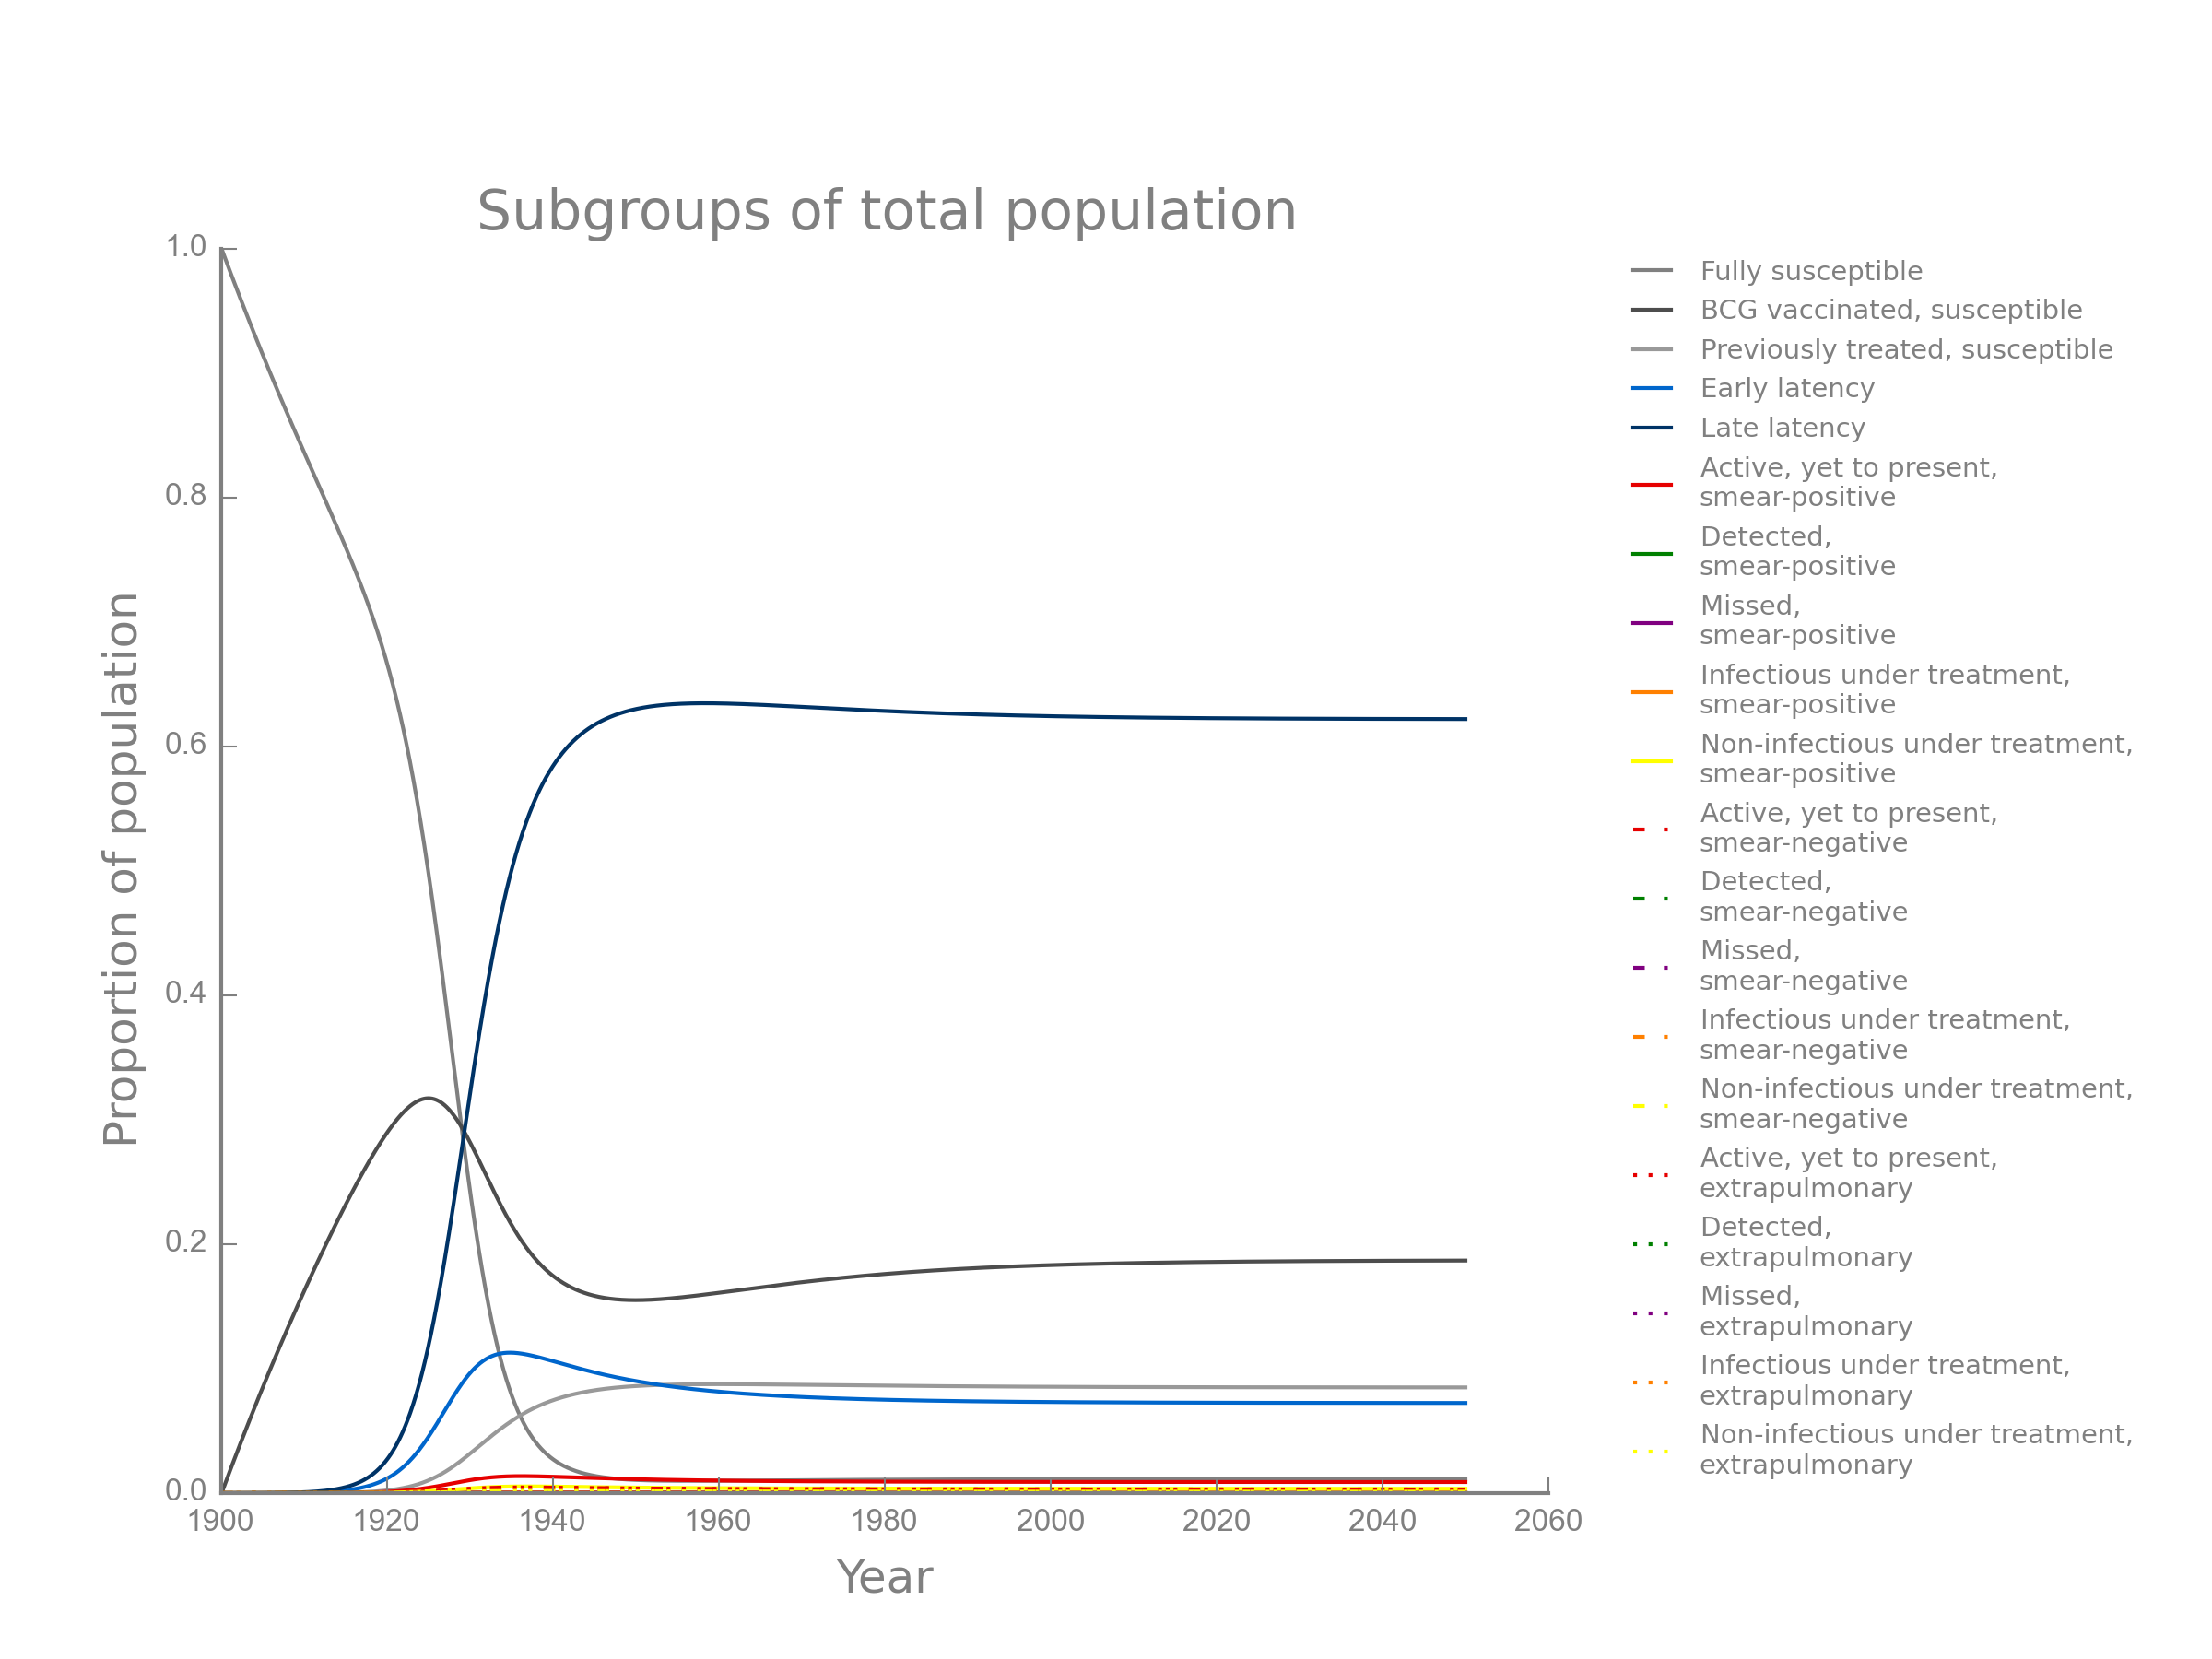 Subgroups of total population
1.0
0.8
0.6
0.4
0.2
0.0
Proportion of population
1900 1920 1940 1960 1980 2000 2020 2040 2060
Year
Fully susceptible
BCG vaccinated, susceptible
Previously treated, susceptible
Early latency
Late latency
Active, yet to present,
smear-positive
Detected,
smear-positive
Missed,
smear-positive
Infectious under treatment,
smear-positive
Non-infectious under treatment,
smear-positive
Active, yet to present,
smear-negative
Detected,
smear-negative
Missed,
smear-negative
Infectious under treatment,
smear-negative
Non-infectious under treatment,
smear-negative
Active, yet to present,
extrapulmonary
Detected,
extrapulmonary
Missed,
extrapulmonary
Infectious under treatment,
extrapulmonary
Non-infectious under treatment,
extrapulmonary